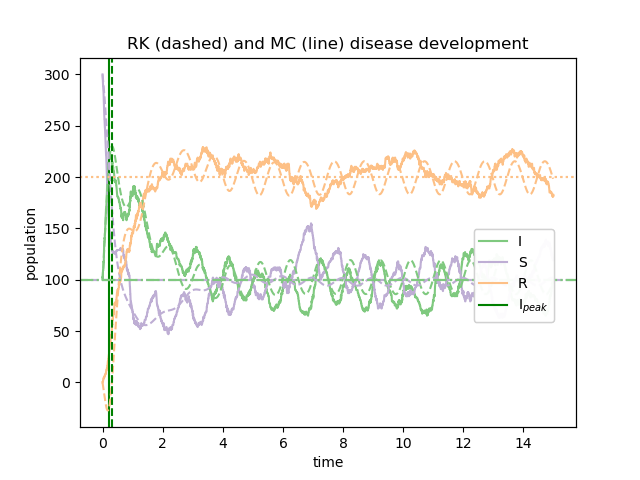 RK (dashed) and MC (line) disease development
300
250
200
150
100
50
0
population
I
S
R
I_peak
0 2 4 6 8 10 12 14
time